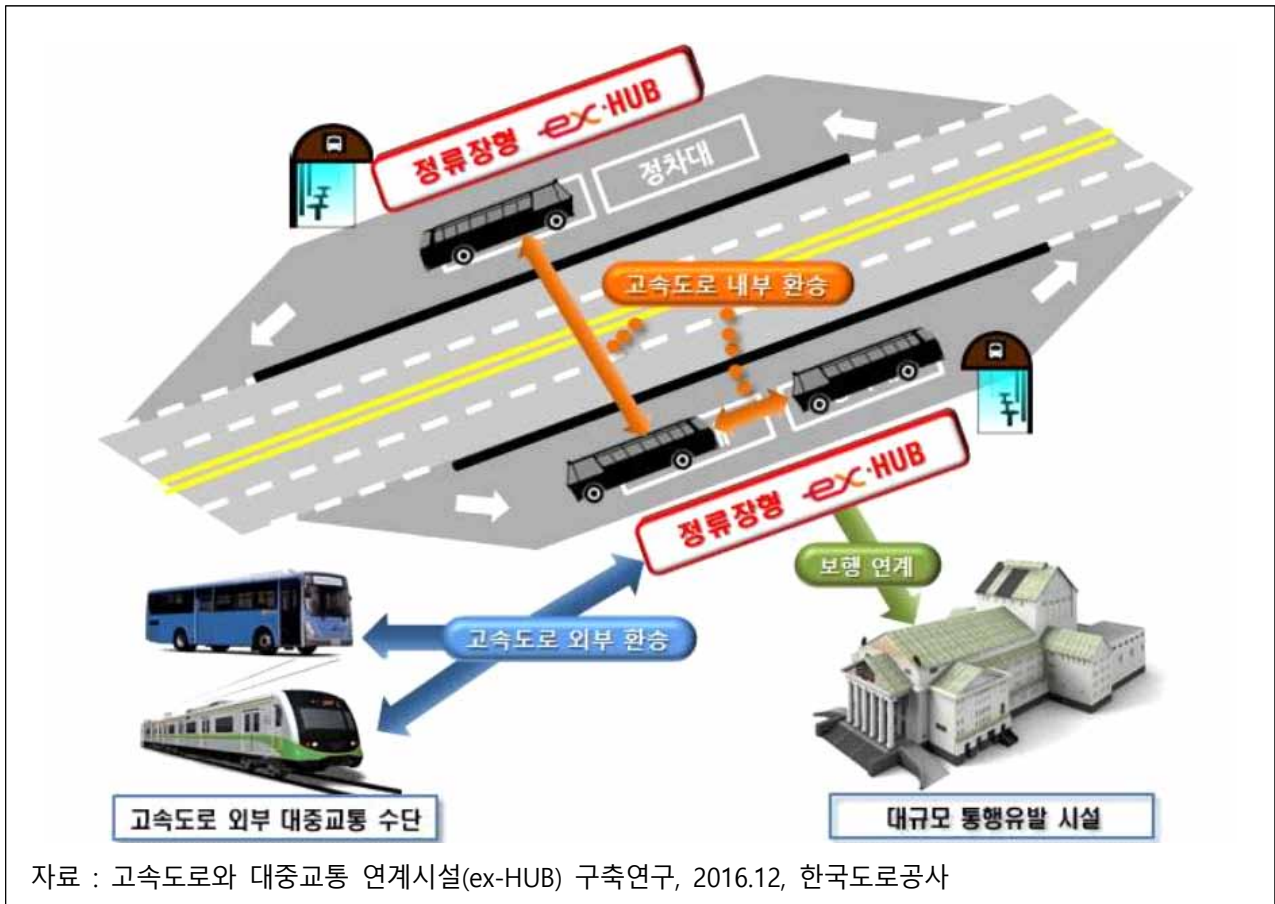 정류장형 ex·HUB
정차대
고속도로 내부 환승
정류장형 ex·HUB
보행 연계
고속도로 외부 환승
고속도로 외부 대중교통 수단
대규모 통행유발 시설
자료 : 고속도로와 대중교통 연계시설(ex-HUB) 구축연구, 2016.12, 한국도로공사